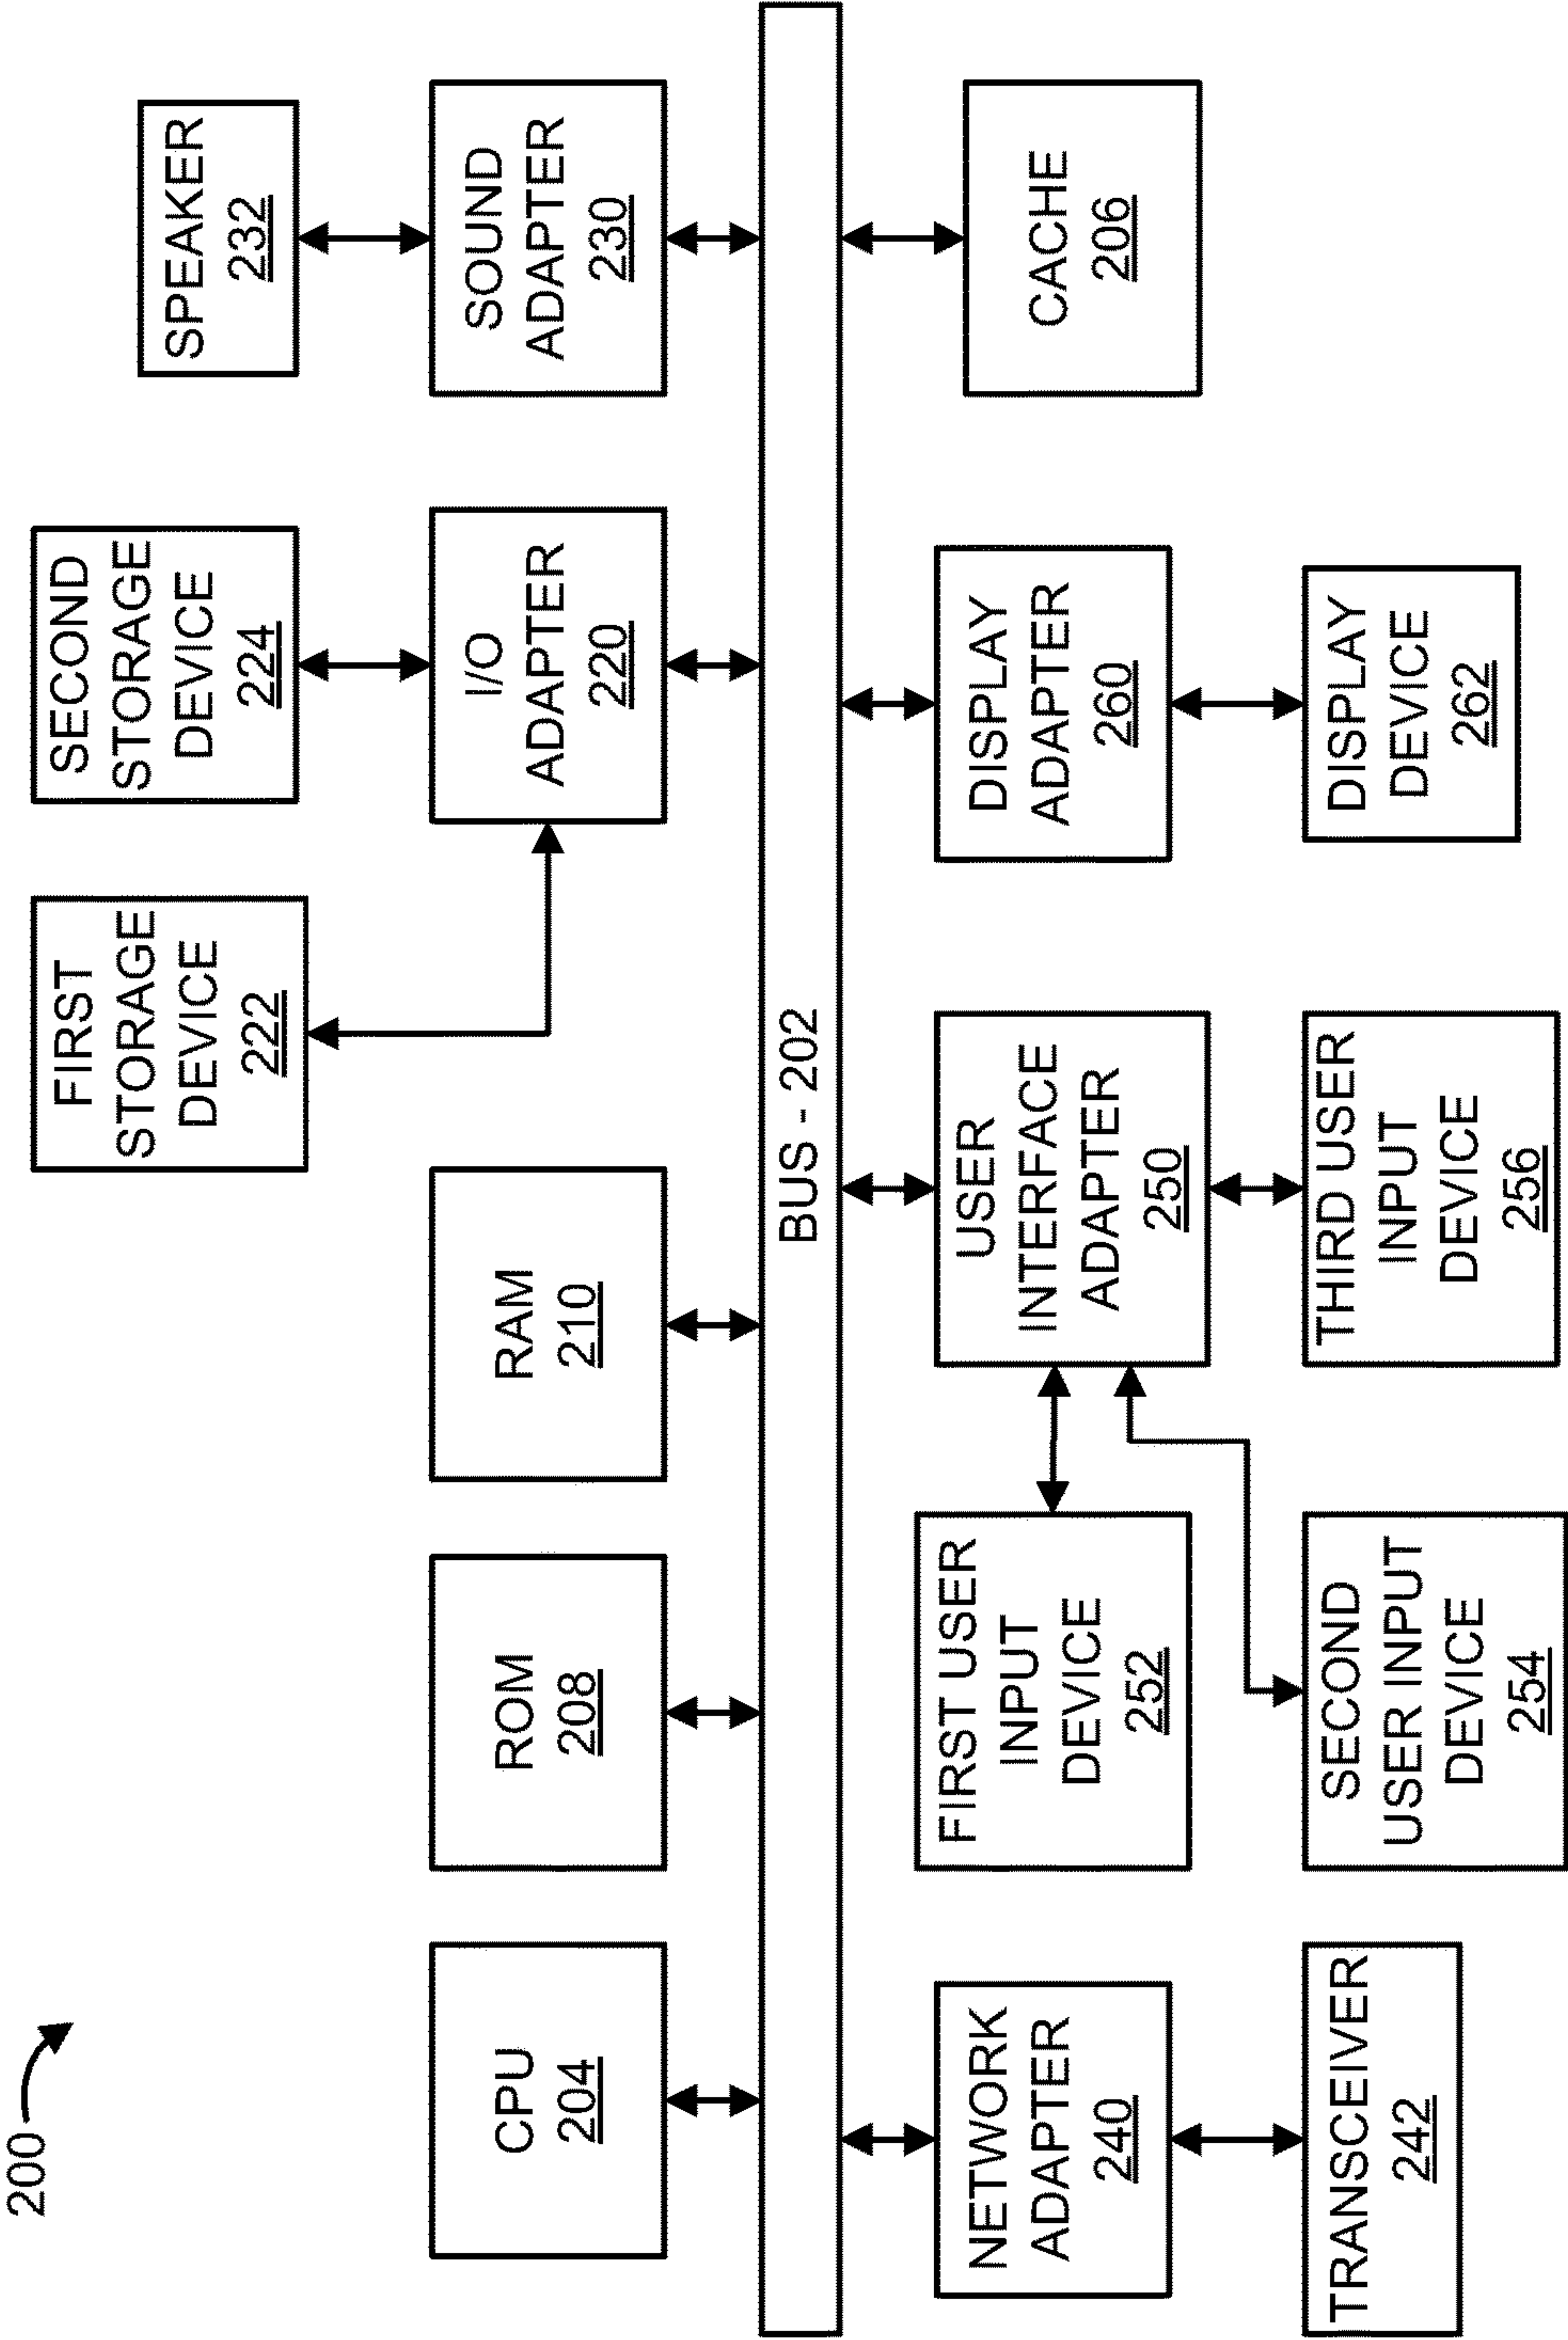 200
FIRST
STORAGE
DEVICE
222
SECOND
STORAGE
DEVICE
224
SPEAKER
232
CPU
204
ROM
208
RAM
210
I/O
ADAPTER
220
SOUND
ADAPTER
230
BUS - 202
NETWORK
ADAPTER
240
FIRST USER
INPUT
DEVICE
252
USER
INTERFACE
ADAPTER
250
DISPLAY
ADAPTER
260
CACHE
206
TRANSCEIVER
242
SECOND
USER INPUT
DEVICE
254
THIRD USER
INPUT
DEVICE
256
DISPLAY
DEVICE
262